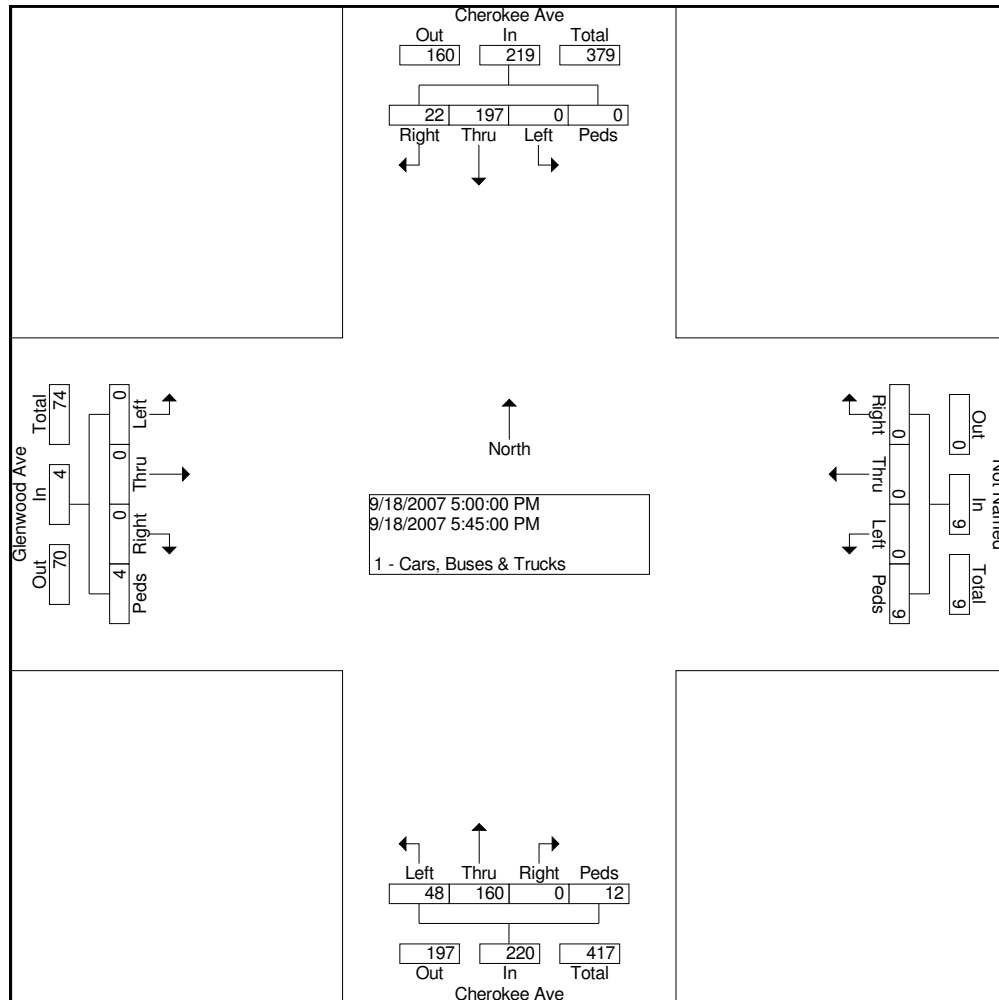 Cherokee Ave
Out In Total
160 219 379
22 197 0 0
Right Thru Left Peds
Glenwood Ave
Total In Out
74 4 70
0 0 0 4
Left Thru Right Peds
North
9/18/2007 5:00:00 PM
9/18/2007 5:45:00 PM
1 - Cars, Buses & Trucks
Right Thru Left Peds
0 0 0 9
0 9 9
Out In Total
Not Named
Left Thru Right Peds
48 160 0 12
197 220 417
Out In Total
Cherokee Ave